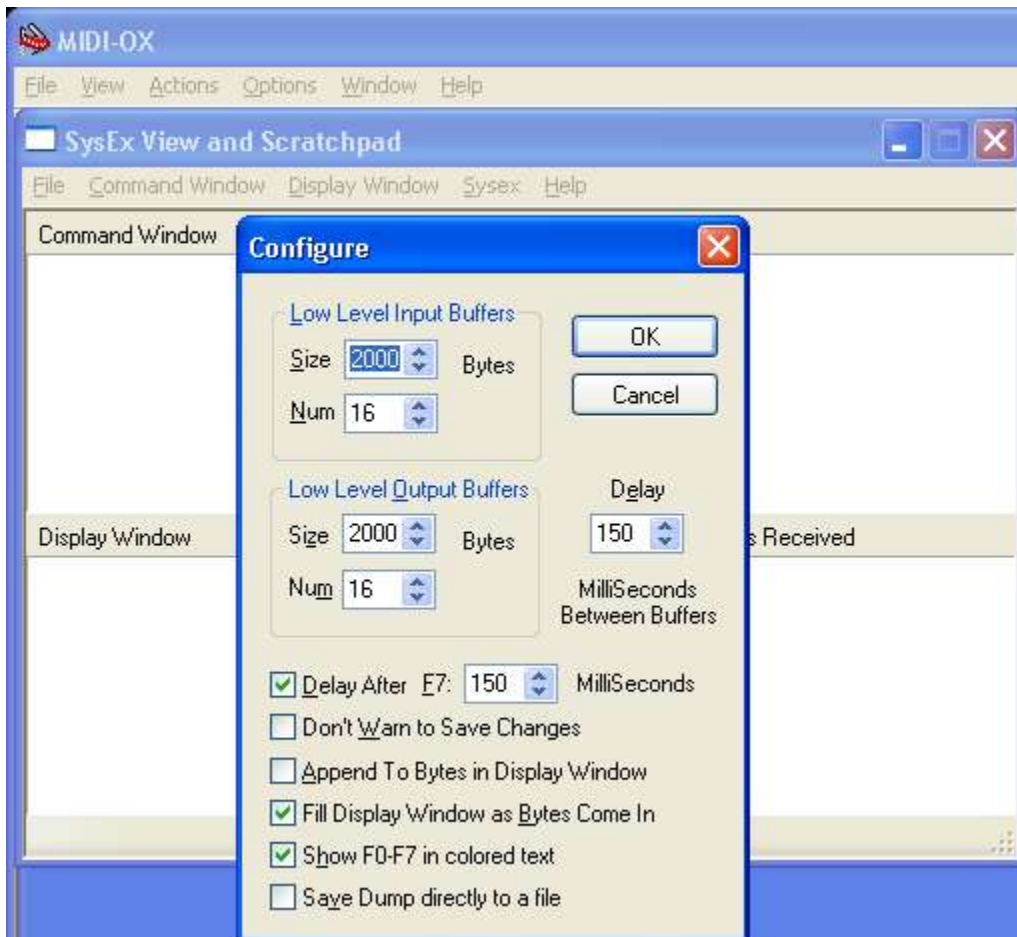 MIDI-OX
File View Actions Options Window Help
SysEx View and Scratchpad
File Command Window Display Window Sysex Help
Command Window
Configure
Low Level Input Buffers
OK
Size 2000 Bytes
Cancel
Num 16
Low Level Output Buffers
Delay
Size 2000 Bytes
150
Display Window
s Received
Num 16
MilliSeconds
Between Buffers
Delay After F7: 150 MilliSeconds
Don't Warn to Save Changes
Append To Bytes in Display Window
Fill Display Window as Bytes Come In
Show F0-F7 in colored text
Save Dump directly to a file